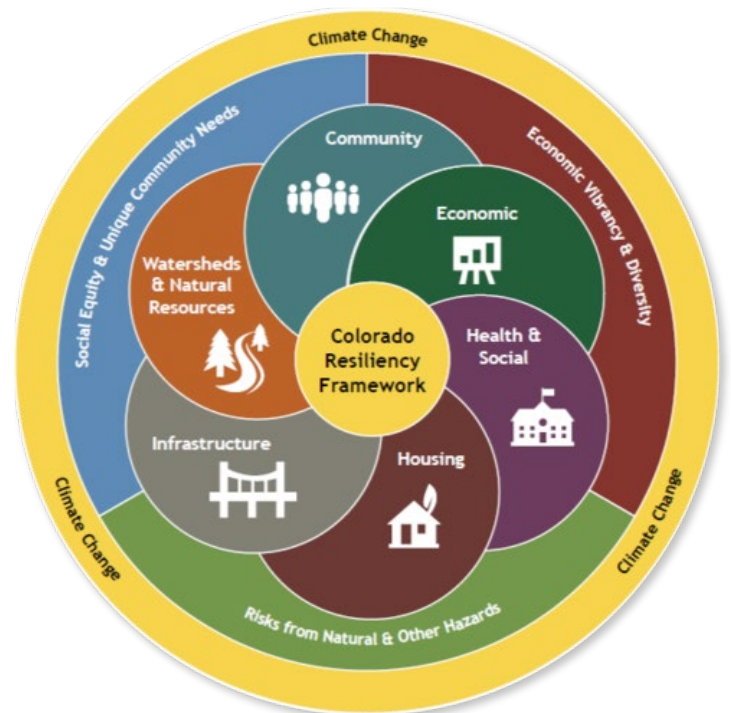 Climate Change
Social Equity & Unique Community Needs
Economic Vibrancy & Diversity
Community
Economic
Watersheds
& Natural
Resources
Colorado
Resiliency
Framework
Health &
Social
Infrastructure
Housing
Climate Change
Climate Change
Risks from Natural & Other Hazards